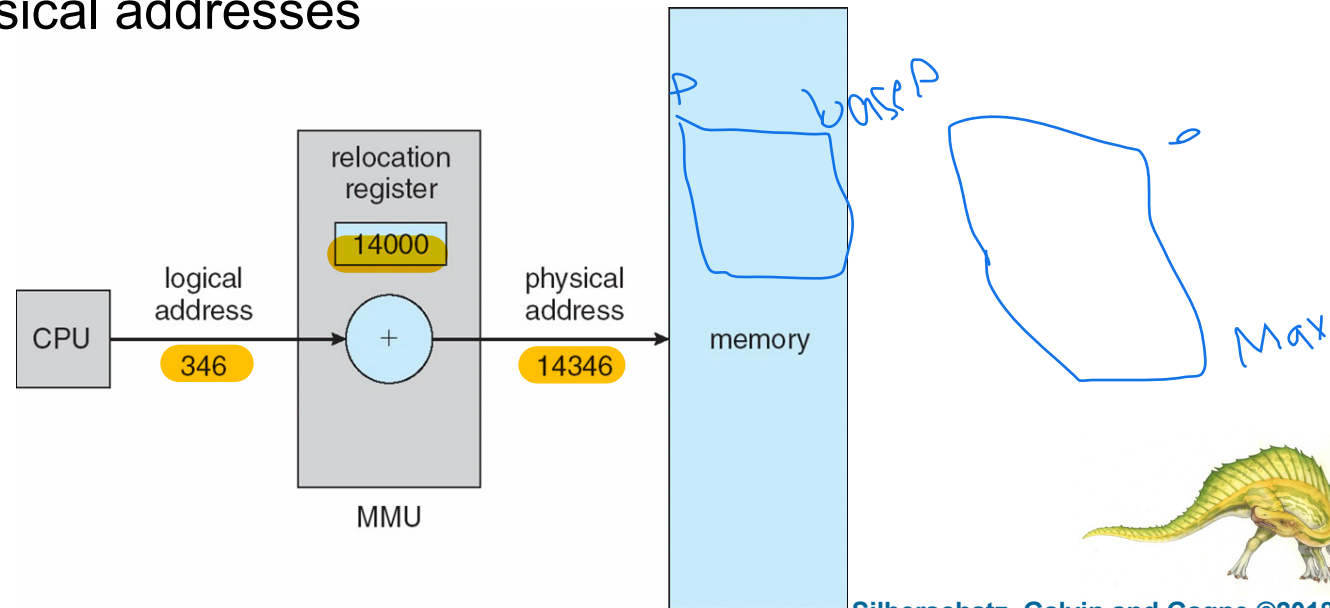 sical addresses
P
baseP
0
relocation
register
14000
logical
address
physical
address
CPU
+
memory
346
14346
Max
MMU
Silberschatz, Galvin and Gagne ©2018